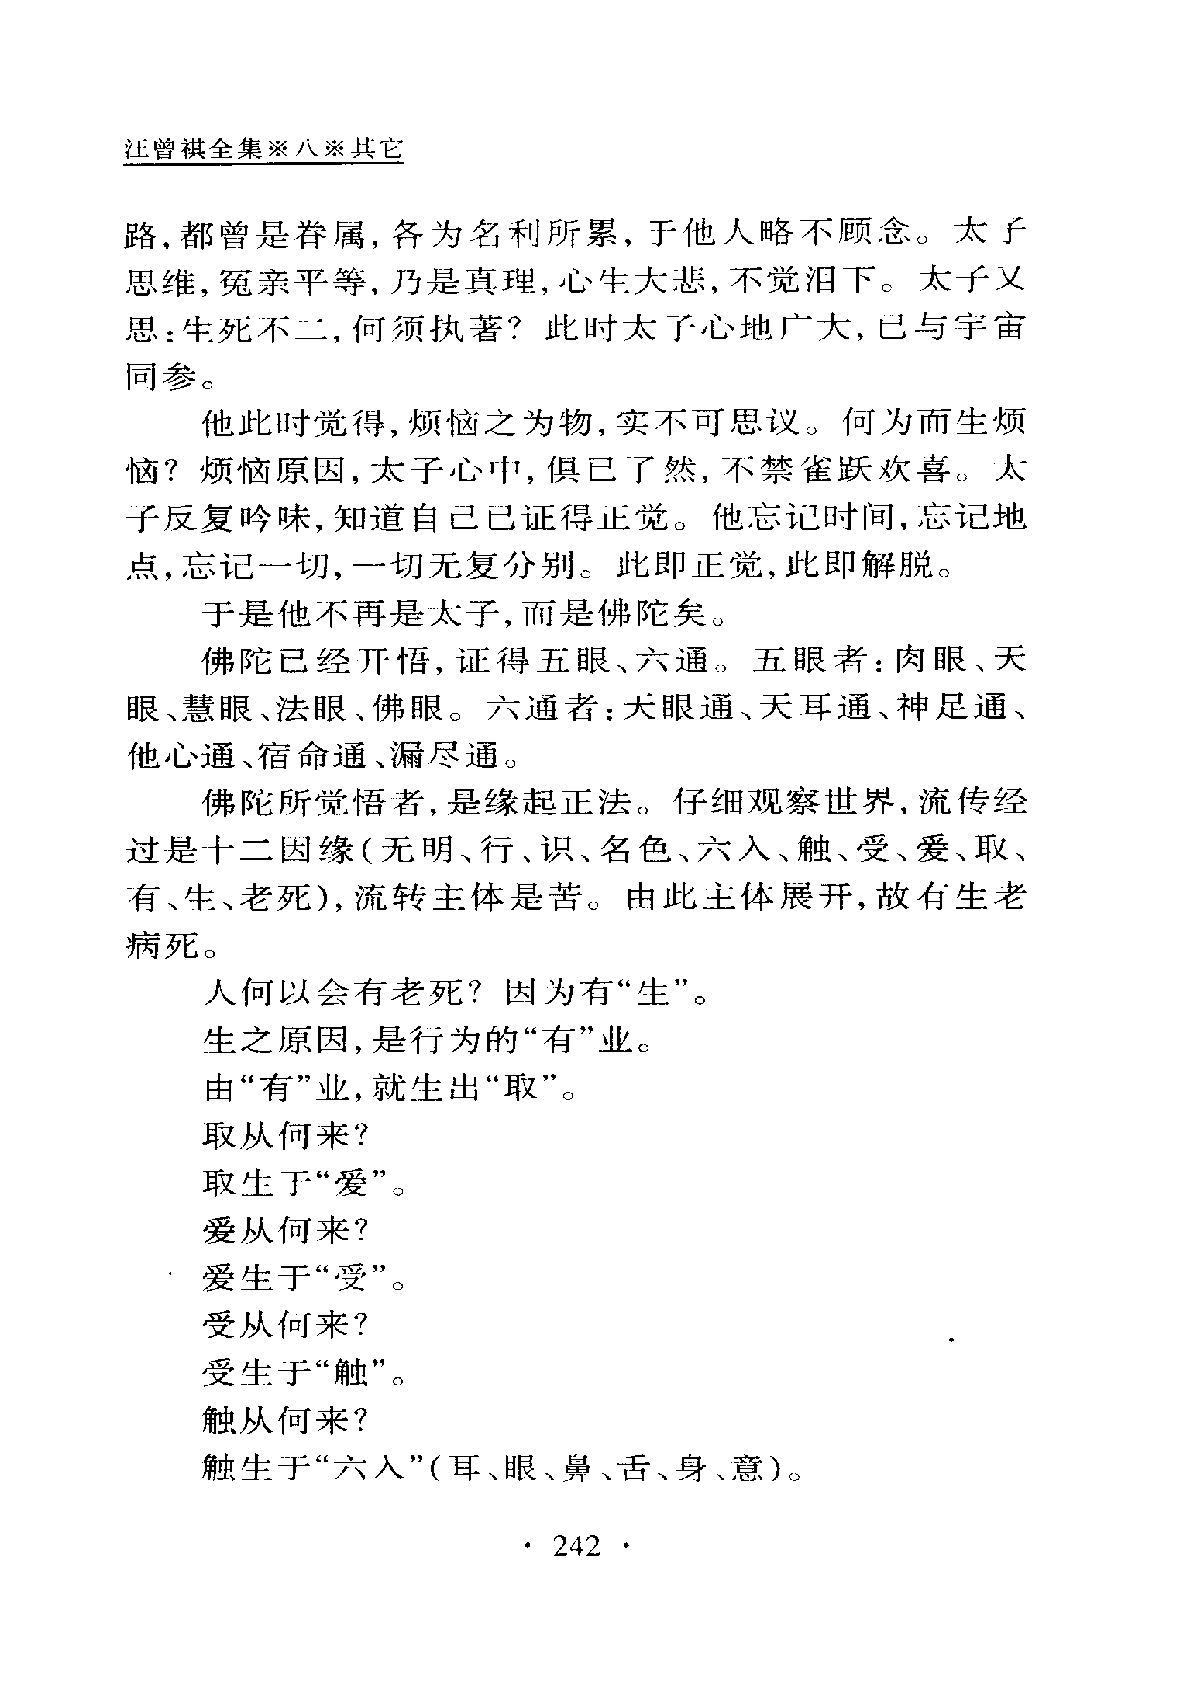 汪曾祺全集※八※其它
路,都曾是眷属,各为名利所累,于他人略不顾念。太子
思维,冤亲平等,乃是真理,心生大悲,不觉泪下。太子又
思:生死不二,何须执著?此时太子心地广大,已与宇宙
同参。
他此时觉得,烦恼之为物,实不可思议。何为而生烦
恼?烦恼原因,太子心中,俱已了然,不禁雀跃欢喜。太
子反复吟味,知道自己已证得正觉。他忘记时间,忘记地
点,忘记一切,一切无复分别。此即正觉,此即解脱。
于是他不再是太子,而是佛陀矣。
佛陀已经开悟,证得五眼、六通。五眼者:肉眼、天
眼、慧眼、法眼、佛眼。六通者:天眼通、天耳通、神足通、
他心通、宿命通、漏尽通。
佛陀所觉悟者,是缘起正法。仔细观察世界,流传经
过是十二因缘(无明、行、识、名色、六入、触、受、爱、取、
有、生、老死),流转主体是苦。由此主体展开,故有生老
病死。
人何以会有老死?因为有“生”。
生之原因,是行为的“有”业。
由“有”业,就生出“取”。
取从何来?
取生于“爱”。
爱从何来?
爱生于“受”。
受从何来?
受生于“触”。
触从何来?
触生于“六入”(耳、眼、鼻、舌、身、意)。
· 242 ·